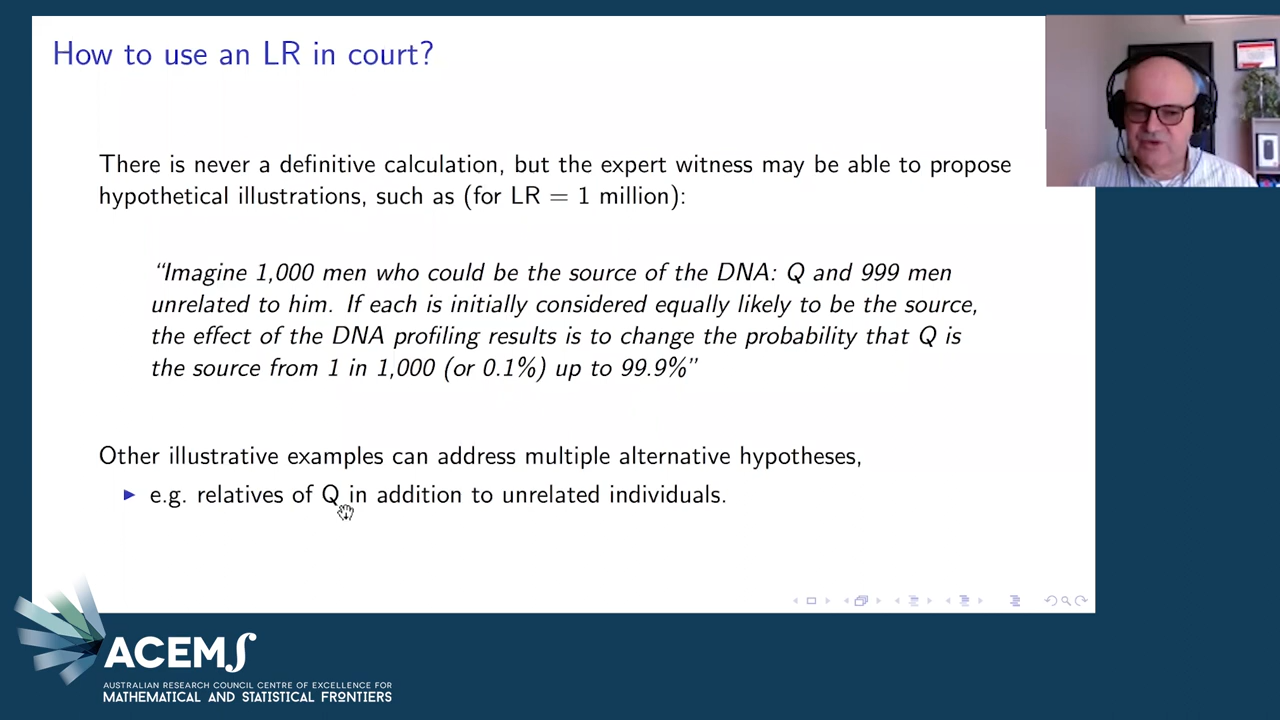 How to use an LR in court?
There is never a definitive calculation, but the expert witness may be able to propose
hypothetical illustrations, such as (for LR = 1 million):
“Imagine 1,000 men who could be the source of the DNA: Q and 999 men
unrelated to him. If each is initially considered equally likely to be the source,
the effect of the DNA profiling results is to change the probability that Q is
the source from 1 in 1,000 (or 0.1%) up to 99.9%”
Other illustrative examples can address multiple alternative hypotheses,
e.g. relatives of Q in addition to unrelated individuals.
ACEMS
AUSTRALIAN RESEARCH COUNCIL CENTRE OF EXCELLENCE FOR
MATHEMATICAL AND STATISTICAL FRONTIERS